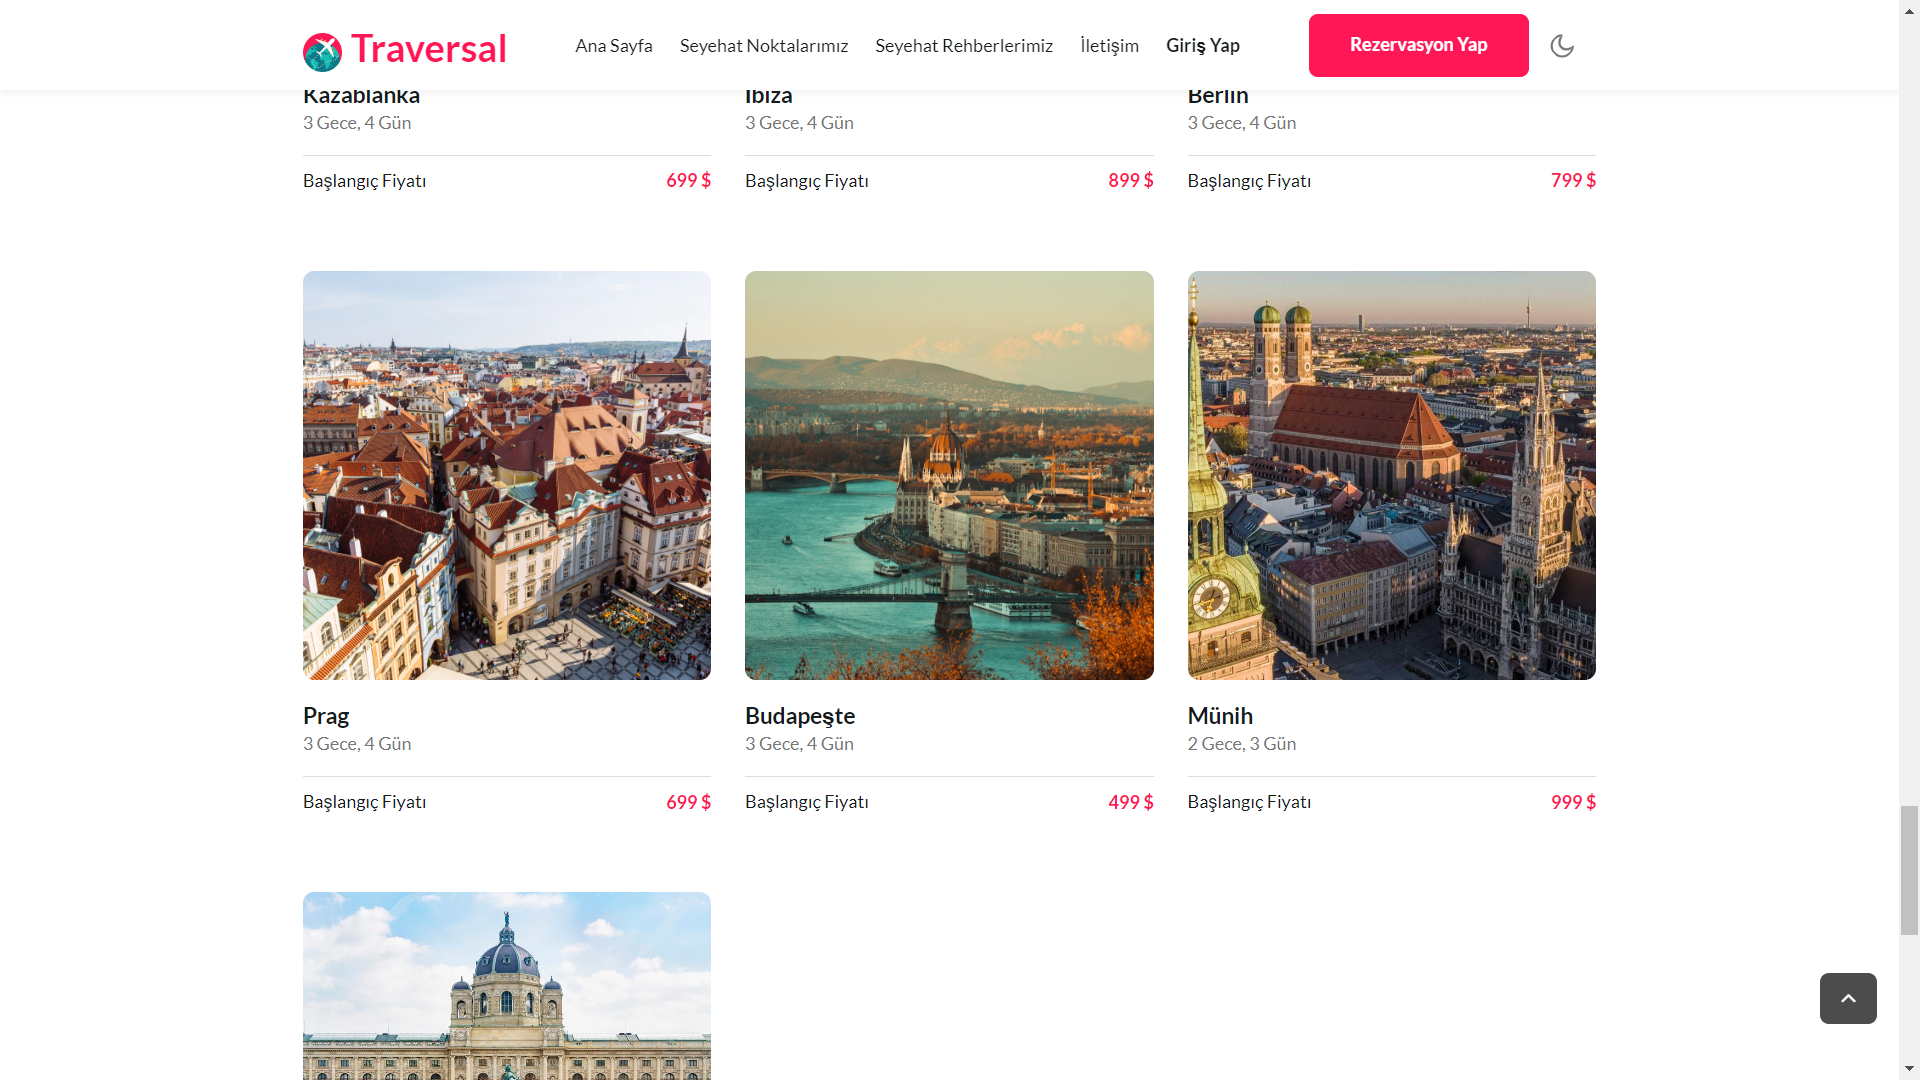 Traversal
Ana Sayfa
Seyehat Noktalarımız
Seyehat Rehberlerimiz
İletişim
Giriş Yap
Rezervasyon Yap
Kazablanka
3 Gece, 4 Gün
Başlangıç Fiyatı
699 $
İbiza
3 Gece, 4 Gün
Başlangıç Fiyatı
899 $
Berlin
3 Gece, 4 Gün
Başlangıç Fiyatı
799 $
Prag
3 Gece, 4 Gün
Başlangıç Fiyatı
699 $
Budapeşte
3 Gece, 4 Gün
Başlangıç Fiyatı
499 $
Münih
2 Gece, 3 Gün
Başlangıç Fiyatı
999 $